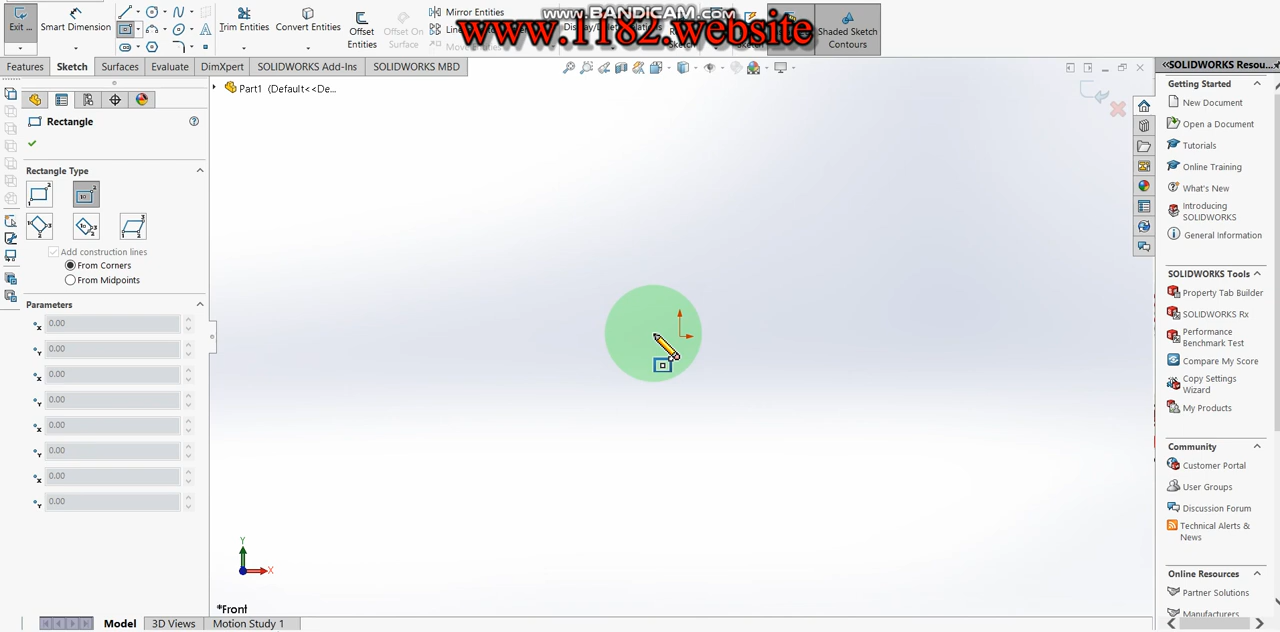 www.BANDICAM.com
www.1182.website
Exit ...
Smart Dimension
Trim Entities
Convert Entities
Offset
Entities
Offset On
Surface
Mirror Entities
Shaded Sketch
Contours
Features
Sketch
Surfaces
Evaluate
DimXpert
SOLIDWORKS Add-Ins
SOLIDWORKS MBD
Part1 (Default<<De...
Rectangle
Rectangle Type
Add construction lines
From Corners
From Midpoints
Parameters
0.00
0.00
0.00
0.00
0.00
0.00
0.00
0.00
Y
X
*Front
Model
3D Views
Motion Study 1
SOLIDWORKS Resou...
Getting Started
New Document
Open a Document
Tutorials
Online Training
What's New
Introducing
SOLIDWORKS
General Information
SOLIDWORKS Tools
Property Tab Builder
SOLIDWORKS Rx
Performance
Benchmark Test
Compare My Score
Copy Settings
Wizard
My Products
Community
Customer Portal
User Groups
Discussion Forum
Technical Alerts &
News
Online Resources
Partner Solutions
Manufacturers